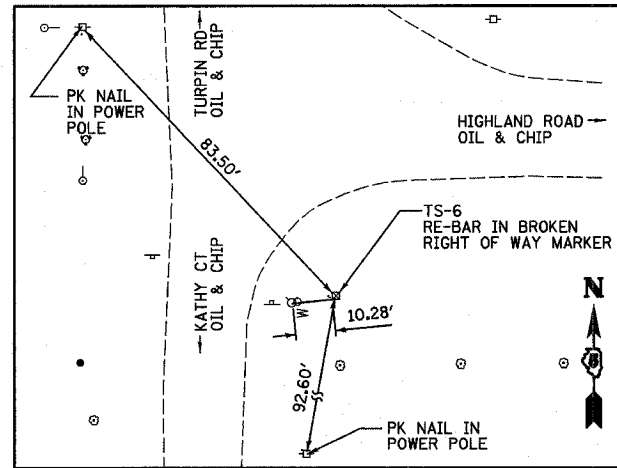 TURPIN RD
OIL & CHIP
PK NAIL
IN POWER
POLE
HIGHLAND ROAD
OIL & CHIP
83.50'
TS-6
RE-BAR IN BROKEN
RIGHT OF WAY MARKER
KATHY CT
OIL & CHIP
W
10.28'
N
92.60'
PK NAIL IN
POWER POLE